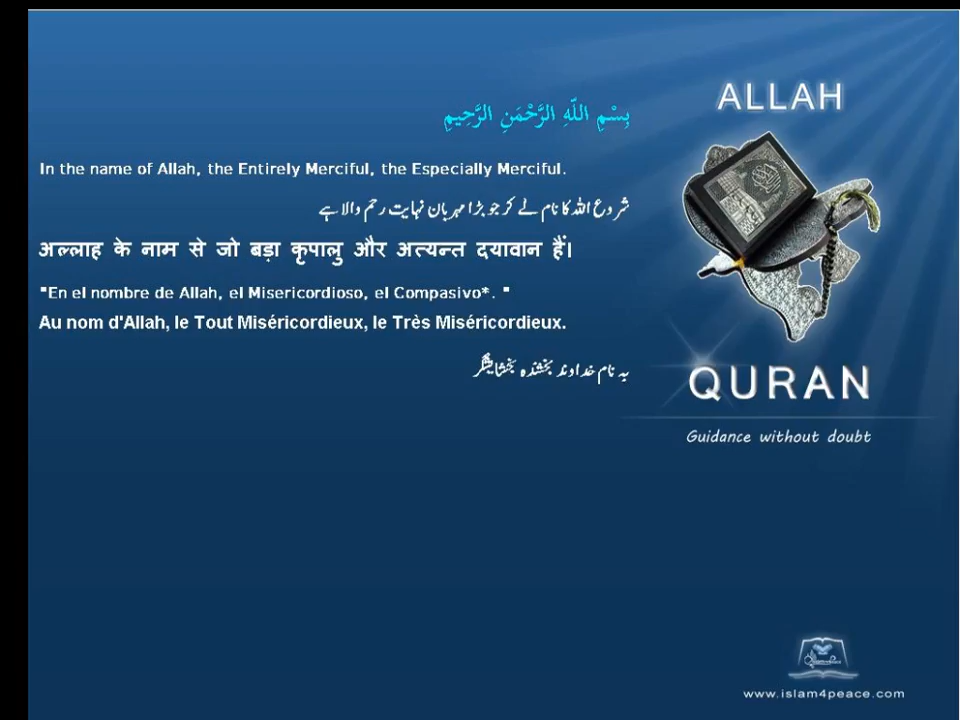 بِسْمِ اللَّهِ الرَّحْمَنِ الرَّحِيمِ
In the name of Allah, the Entirely Merciful, the Especially Merciful.
شروع اللہ کا نام لے کر جو بڑا مہربان نہایت رحم والا ہے
अल्लाह के नाम से जो बड़ा कृपालु और अत्यन्त दयावान हैं।
"En el nombre de Allah, el Misericordioso, el Compasivo*. "
Au nom d'Allah, le Tout Miséricordieux, le Très Miséricordieux.
به نام خداوند بخشنده بخشایشگر
ALLAH
QURAN
Guidance without doubt
www.islam4peace.com